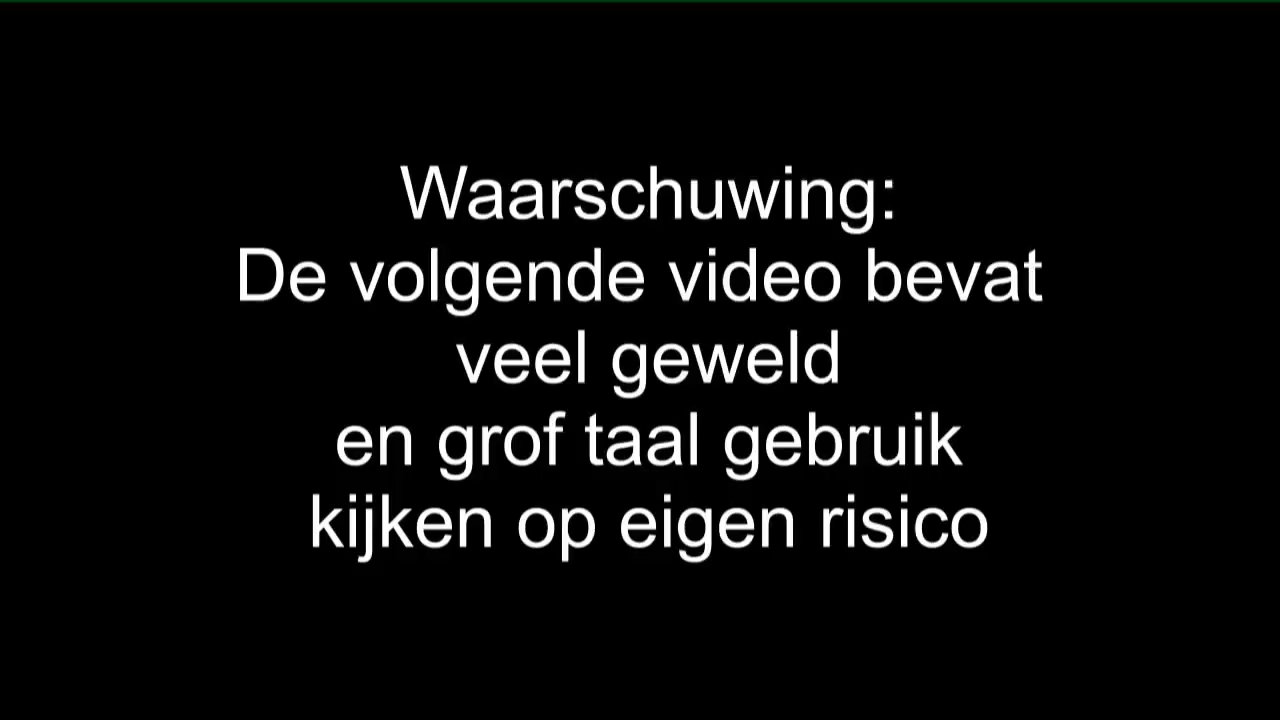 Waarschuwing:
De volgende video bevat
veel geweld
en grof taal gebruik
kijken op eigen risico